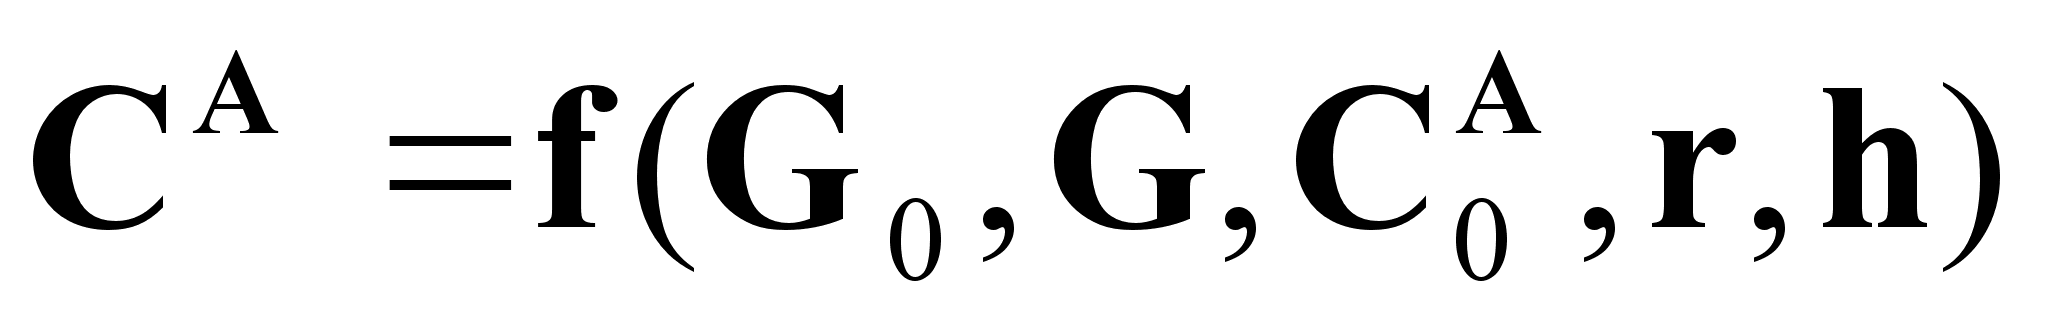 C^A = f(G_0, G, C_0^A, r, h)